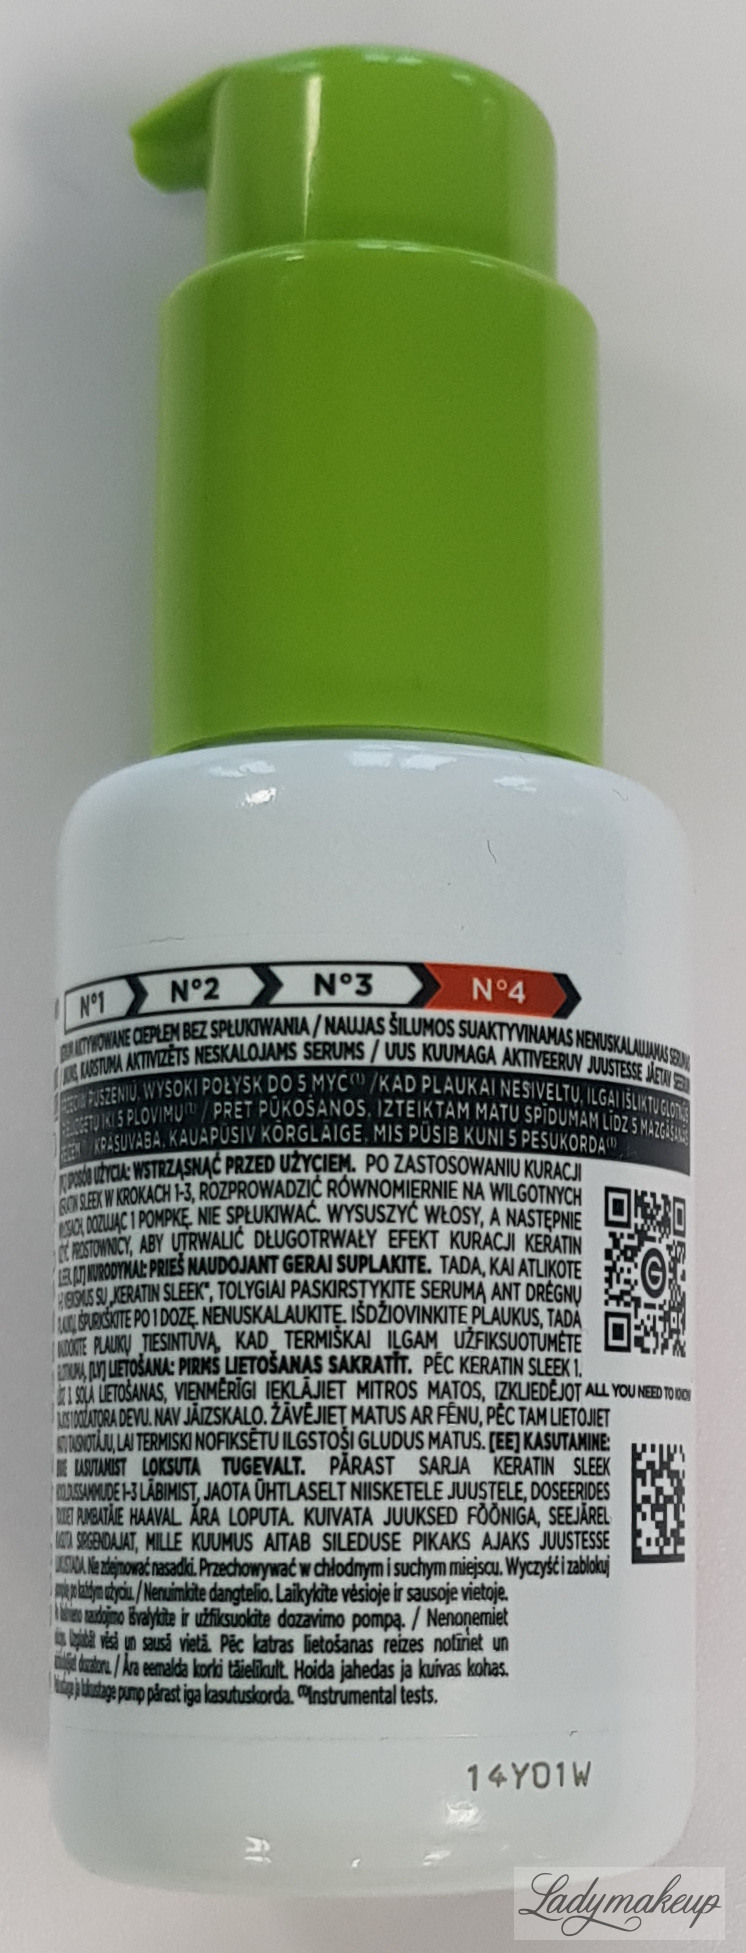 N°1 N°2 N°3 N°4
AKTYWOWANE CIEPŁEM BEZ SPŁUKIWANIA / NAUJAS ŠILUMOS SUAKTYVINAMAS NENUSKALAUJAMAS
KARSTUMA AKTIVIZĒTS NESKALOJAMS SERUMS / UUS KUUMAGA AKTIVEERUV JUUSTESSE JÄETAV
PUSZENIU, WYSOKI POŁYSK DO 5 MYĆ⁽¹⁾ /KAD PLAUKAI NESIVELTŲ, ILGAI IŠLIKTŲ
IKI 5 PLOVIMŲ⁽¹⁾ / PRET PŪKOŠANOS, IZTEIKTAM MATU SPĪDUMAM LĪDZ 5
KRASUVABA, KAUAPÜSIV KÕRGLÄIGE, MIS PÜSIB KUNI 5 PESUKORDA⁽¹⁾
SPOSÓB UŻYCIA: WSTRZĄSNĄĆ PRZED UŻYCIEM. PO ZASTOSOWANIU KURACJI
SLEEK W KROKACH 1-3, ROZPROWADZIĆ RÓWNOMIERNIE NA WILGOTNYCH
DOZUJĄC 1 POMPKĘ. NIE SPŁUKIWAĆ. WYSUSZYĆ WŁOSY, A NASTĘPNIE
PROSTOWNICY, ABY UTRWALIĆ DŁUGOTRWAŁY EFEKT KURACJI KERATIN
[LT] NURODYMAI: PRIEŠ NAUDOJANT GERAI SUPLAKITE. TADA, KAI ATLIKOTE
SU „KERATIN SLEEK“, TOLYGIAI PASKIRSTYKITE SERUMĄ ANT DRĖGNŲ
IŠPURKŠKITE PO 1 DOZĘ. NENUSKALAUKITE. IŠDŽIOVINKITE PLAUKUS, TADA
PLAUKŲ TIESINTUVĄ, KAD TERMIŠKAI ILGAM UŽFIKSUOTUMĖTE
[LV] LIETOŠANA: PIRMS LIETOŠANAS SAKRATĪT. PĒC KERATIN SLEEK 1.
LIETOŠANAS, VIENMĒRĪGI IEKLĀJIET MITROS MATOS, IZKLIEDĒJOT
DEVU. NAV JĀIZSKALO. ŽĀVĒJIET MATUS AR FĒNU, PĒC TAM LIETOJIET
LAI TERMISKI NOFIKSĒTU ILGSTOŠI GLUDUS MATUS. [EE] KASUTAMINE:
KASUTAMIST LOKSUTA TUGEVALT. PÄRAST SARJA KERATIN SLEEK
1-3 LÄBIMIST, JAOTA ÜHTLASELT NIISKETELE JUUSTELE, DOSEERIDES
HAAVAL. ÄRA LOPUTA. KUIVATA JUUKSED FÖÖNIGA, SEEJÄREL
SIRGENDAJAT, MILLE KUUMUS AITAB SILEDUSE PIKAKS AJAKS JUUSTESSE
Nie zdejmować nasadki. Przechowywać w chłodnym i suchym miejscu. Wyczyść i zablokuj
po każdym użyciu. / Nenuimkite dangtelio. Laikykite vėsioje ir sausoje vietoje.
naudojimo išvalykite ir užfiksuokite dozavimo pompą. / Nenoņemiet
vēsā un sausā vietā. Pēc katras lietošanas reizes notīriet un
dozatoru. / Ära eemalda korki täielikult. Hoida jahedas ja kuivas kohas.
pump pärast iga kasutuskorda. ⁽¹⁾Instrumental tests.
ALL YOU NEED TO KNOW
14Y01W
Ladymakeup